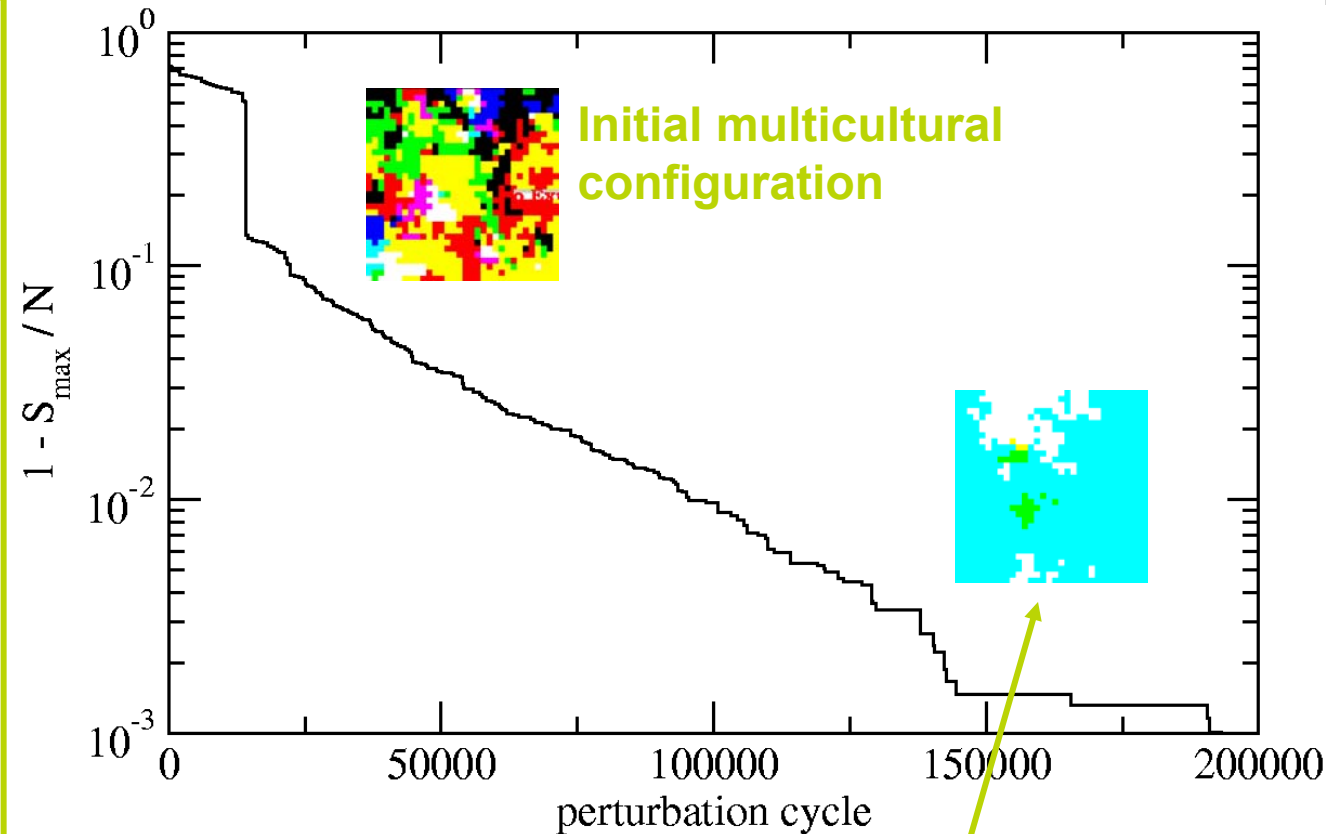 10^0
10^-1
10^-2
10^-3
1 - S_max / N
Initial multicultural
configuration
0
50000
100000
150000
200000
perturbation cycle